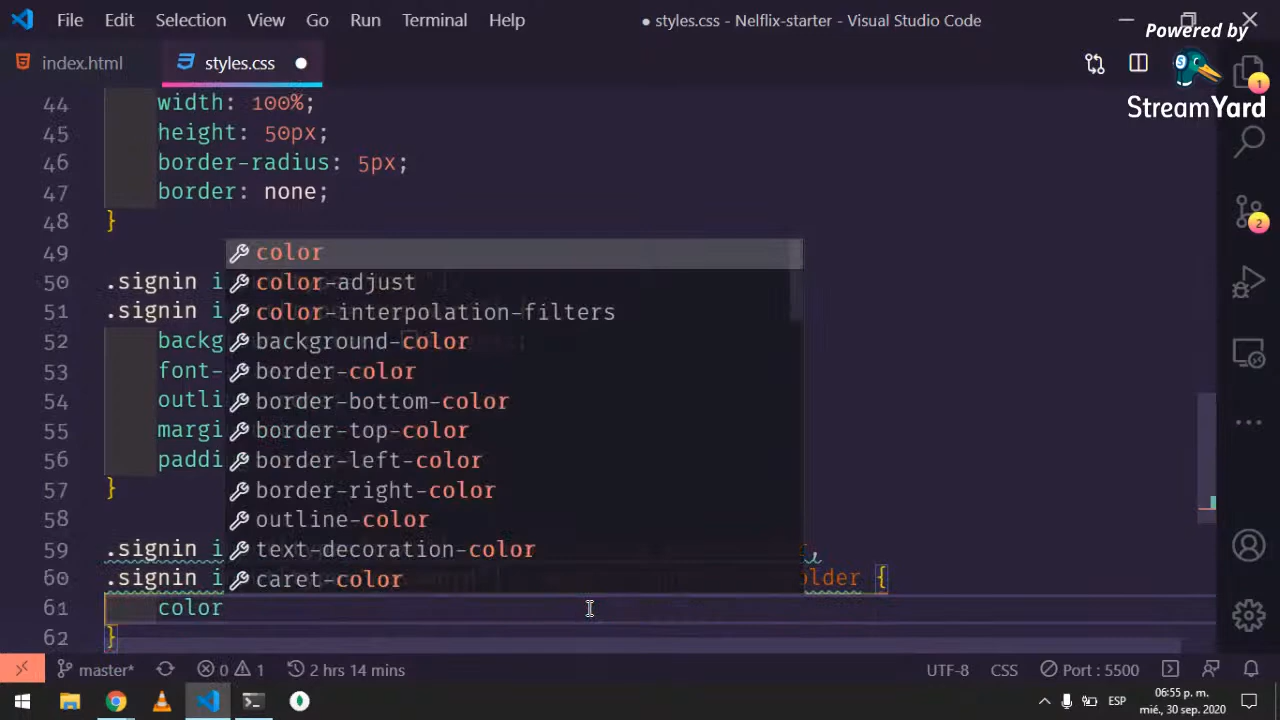 File Edit Selection View Go Run Terminal Help
● styles.css - Nelflix-starter - Visual Studio Code
Powered by
StreamYard
index.html
styles.css
44 width: 100%;
45 height: 50px;
46 border-radius: 5px;
47 border: none;
48 }
49
50 .signin i
51 .signin i
52 backg
53 font-
54 outli
55 margi
56 paddi
57 }
58
59 .signin i ,
60 .signin i older {
61 color
62 }
color
color-adjust
color-interpolation-filters
background-color
border-color
border-bottom-color
border-top-color
border-left-color
border-right-color
outline-color
text-decoration-color
caret-color
1
2
master* 0 1 2 hrs 14 mins UTF-8 CSS Port : 5500
ESP
06:55 p. m.
mié., 30 sep. 2020